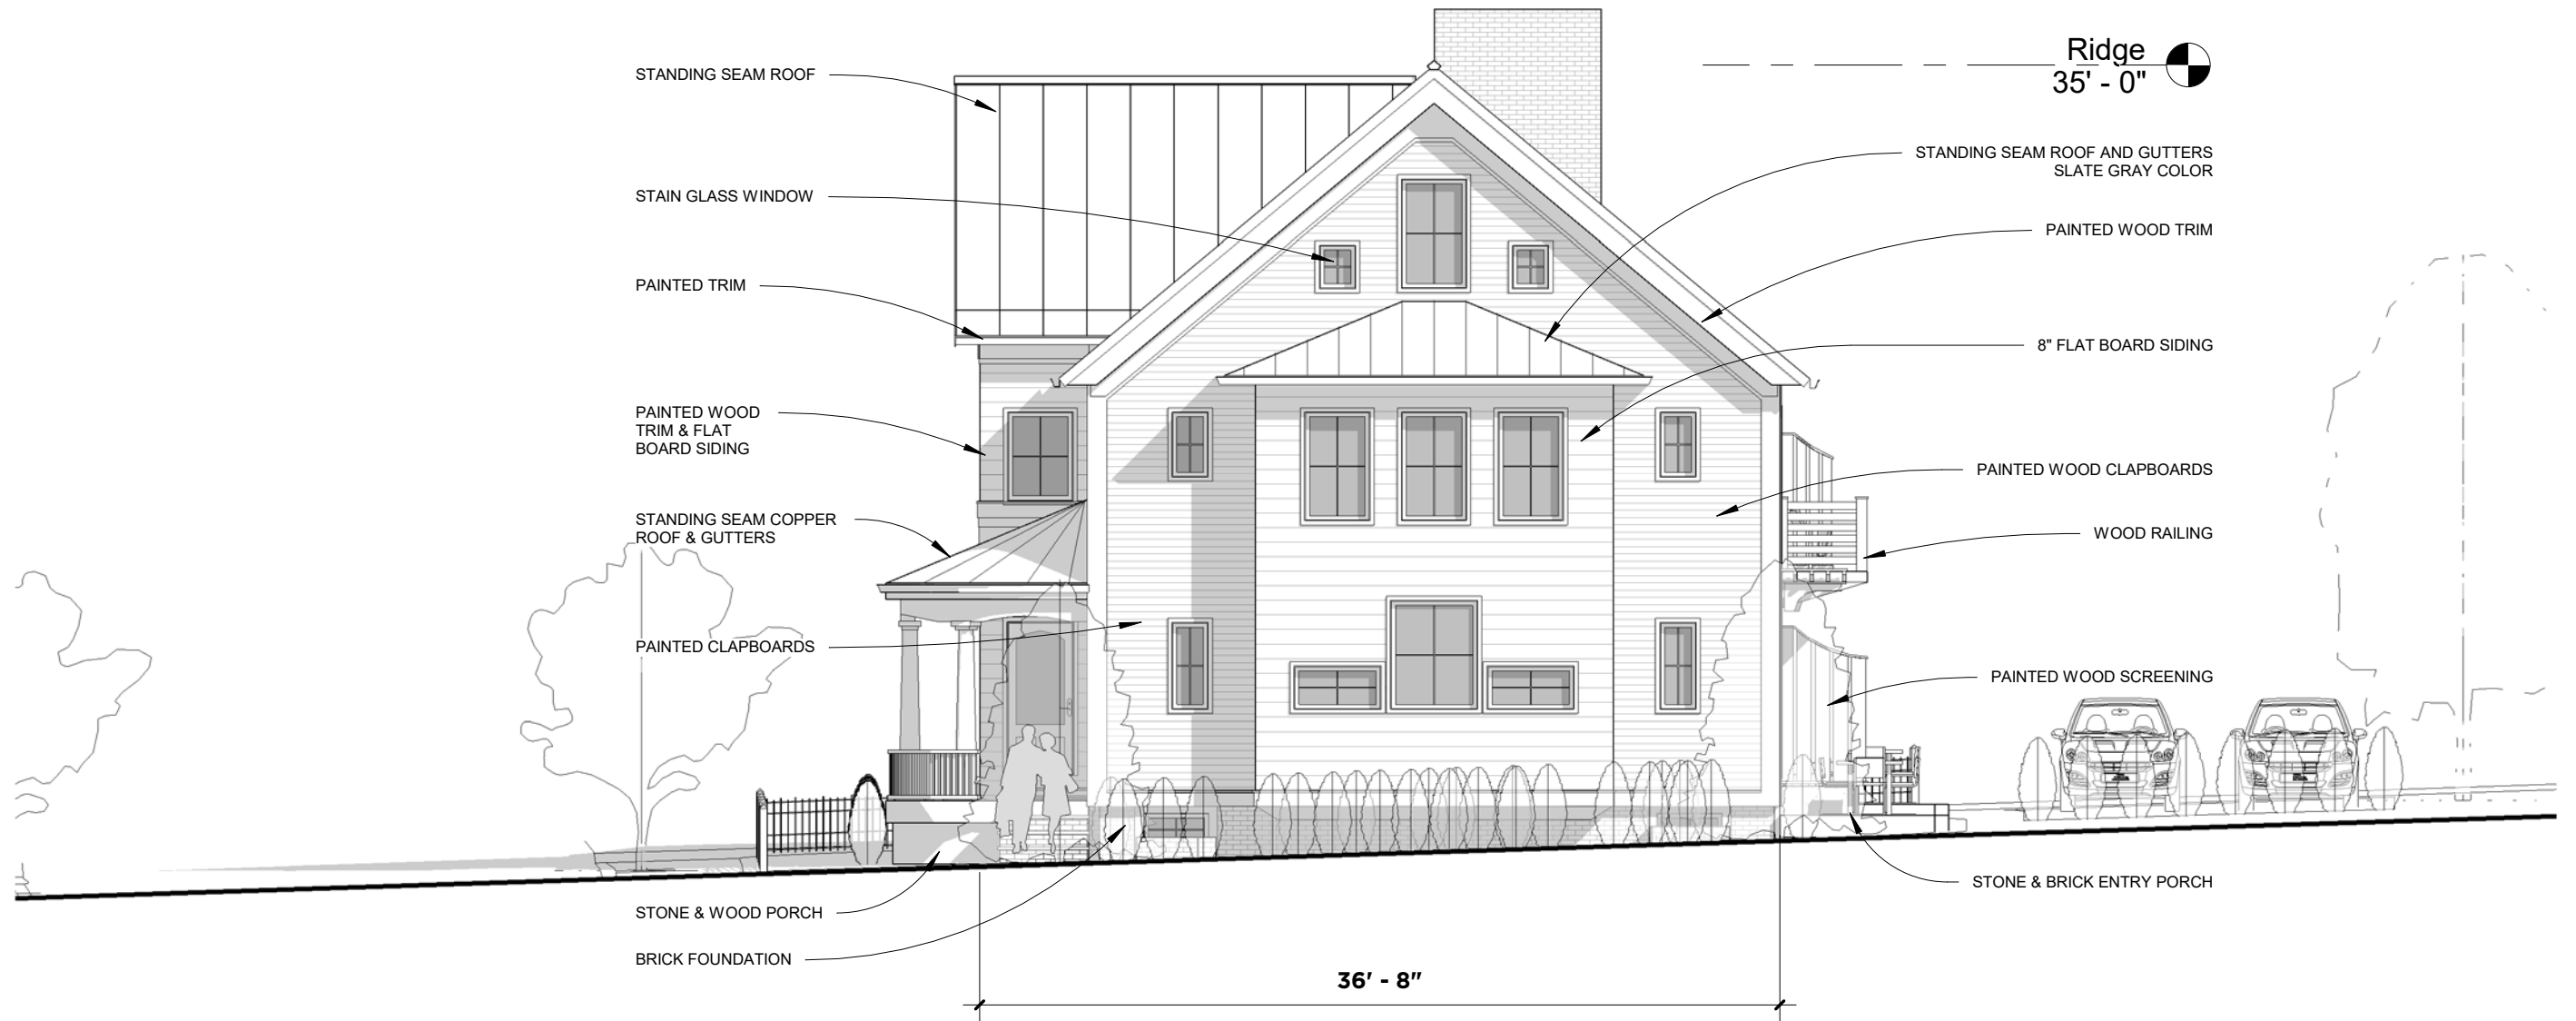 Ridge
35' - 0"
STANDING SEAM ROOF
STAIN GLASS WINDOW
PAINTED TRIM
PAINTED WOOD
TRIM & FLAT
BOARD SIDING
STANDING SEAM COPPER
ROOF & GUTTERS
PAINTED CLAPBOARDS
STONE & WOOD PORCH
BRICK FOUNDATION
STANDING SEAM ROOF AND GUTTERS
SLATE GRAY COLOR
PAINTED WOOD TRIM
8" FLAT BOARD SIDING
PAINTED WOOD CLAPBOARDS
WOOD RAILING
PAINTED WOOD SCREENING
STONE & BRICK ENTRY PORCH
36' - 8"